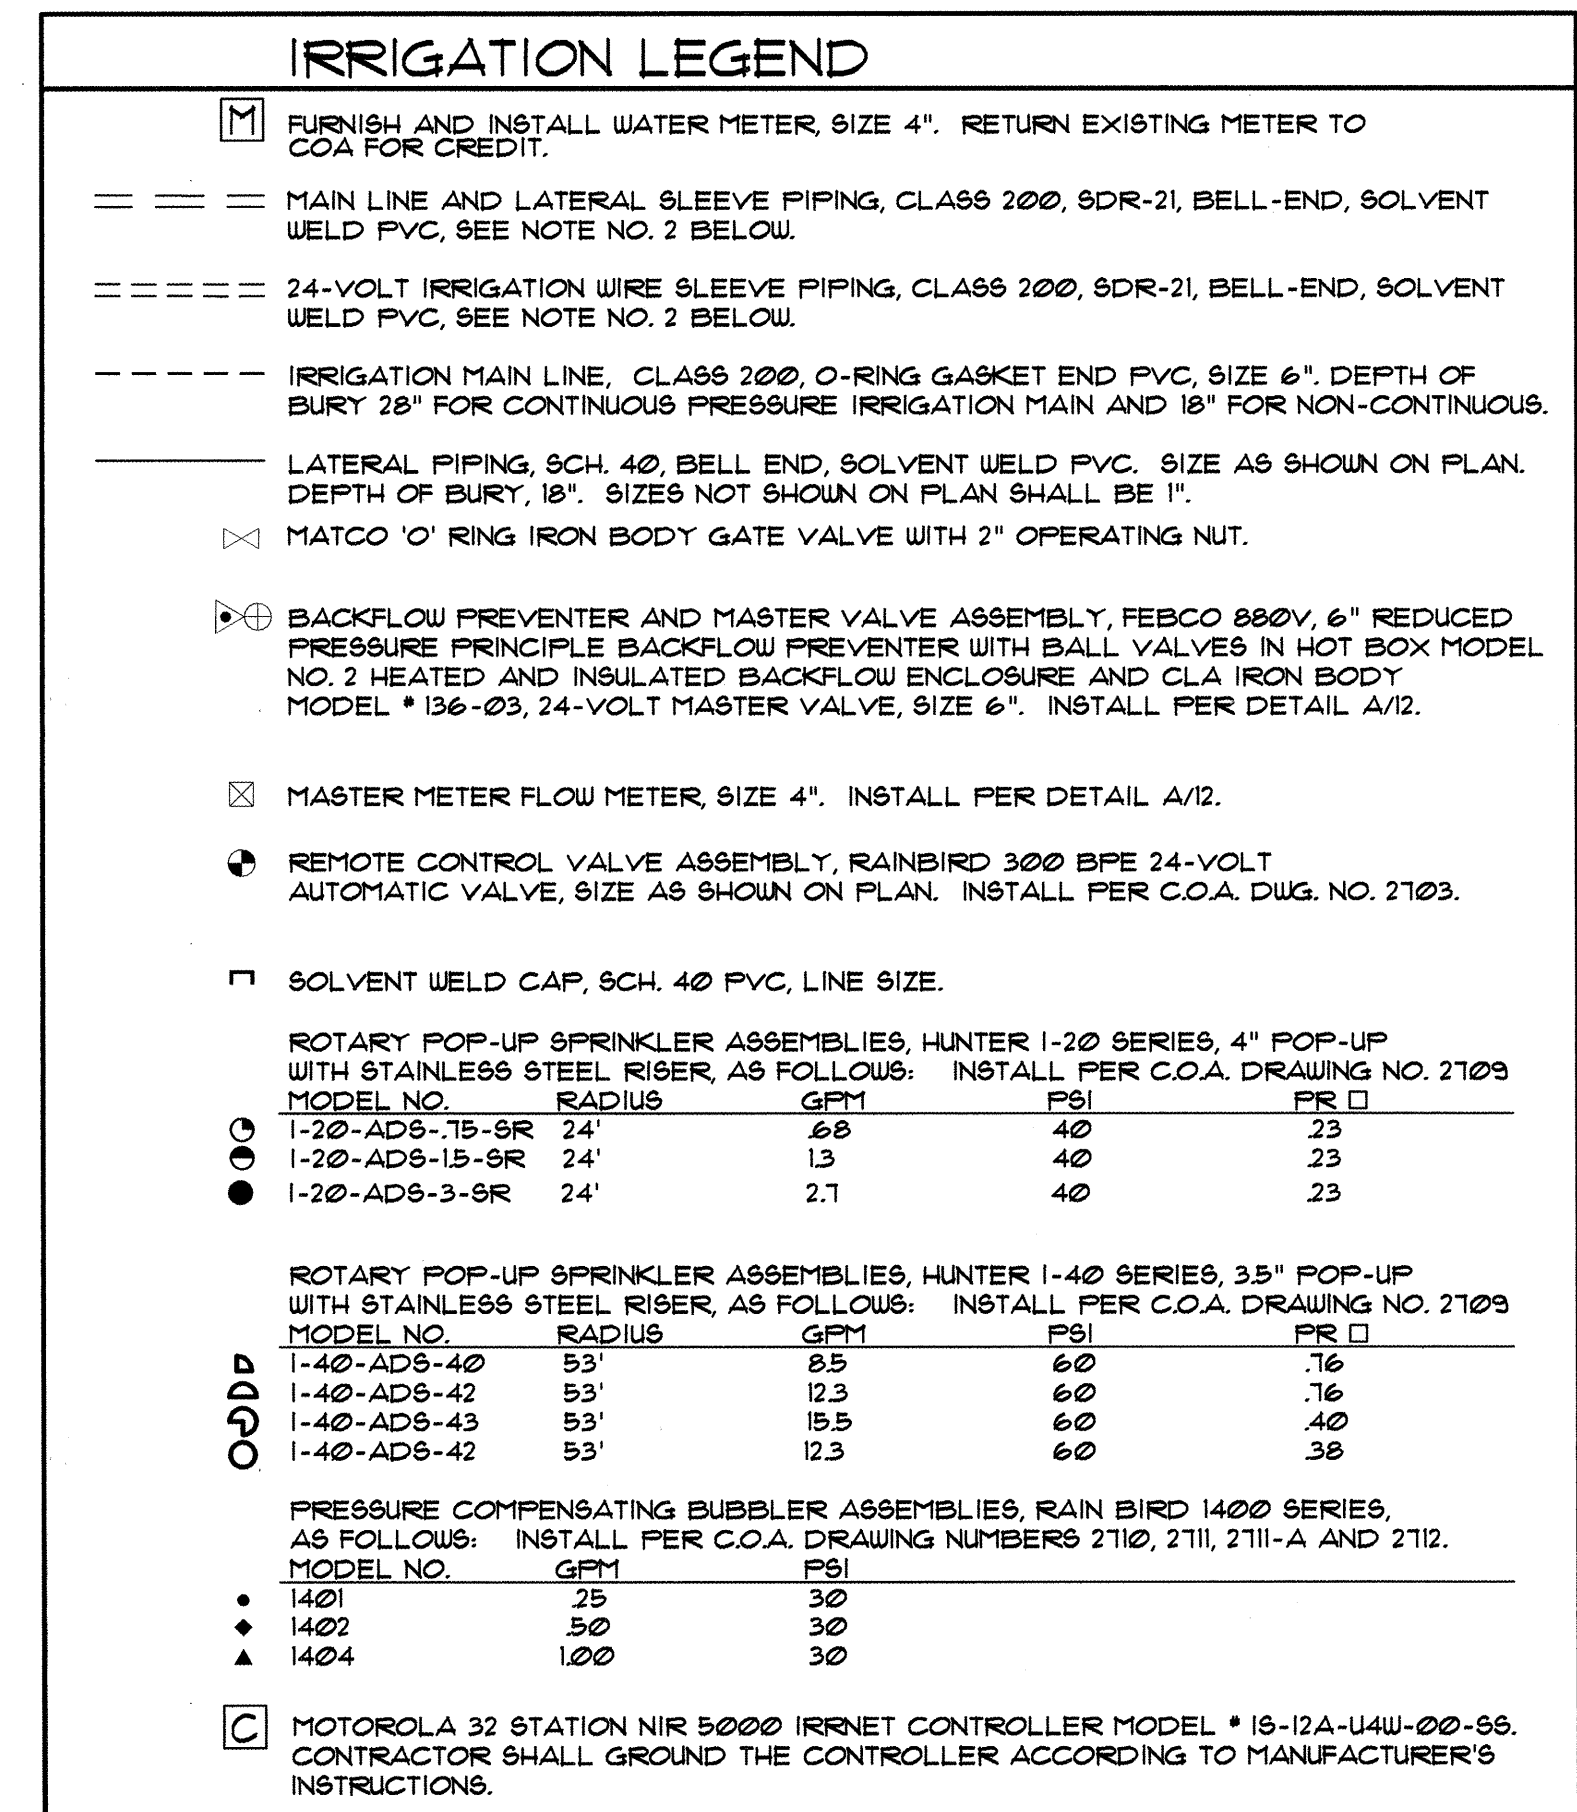 IRRIGATION LEGEND
M FURNISH AND INSTALL WATER METER, SIZE 4". RETURN EXISTING METER TO
COA FOR CREDIT.
MAIN LINE AND LATERAL SLEEVE PIPING, CLASS 200, SDR-21, BELL-END, SOLVENT
WELD PVC, SEE NOTE NO. 2 BELOW.
24-VOLT IRRIGATION WIRE SLEEVE PIPING, CLASS 200, SDR-21, BELL-END, SOLVENT
WELD PVC, SEE NOTE NO. 2 BELOW.
IRRIGATION MAIN LINE, CLASS 200, O-RING GASKET END PVC, SIZE 6". DEPTH OF
BURY 28" FOR CONTINUOUS PRESSURE IRRIGATION MAIN AND 18" FOR NON-CONTINUOUS.
LATERAL PIPING, SCH. 40, BELL END, SOLVENT WELD PVC. SIZE AS SHOWN ON PLAN.
DEPTH OF BURY, 18". SIZES NOT SHOWN ON PLAN SHALL BE 1".
MATCO 'O' RING IRON BODY GATE VALVE WITH 2" OPERATING NUT.
BACKFLOW PREVENTER AND MASTER VALVE ASSEMBLY, FEBCO 880V, 6" REDUCED
PRESSURE PRINCIPLE BACKFLOW PREVENTER WITH BALL VALVES IN HOT BOX MODEL
NO. 2 HEATED AND INSULATED BACKFLOW ENCLOSURE AND CLA IRON BODY
MODEL # 136-03, 24-VOLT MASTER VALVE, SIZE 6". INSTALL PER DETAIL A/12.
MASTER METER FLOW METER, SIZE 4". INSTALL PER DETAIL A/12.
REMOTE CONTROL VALVE ASSEMBLY, RAINBIRD 300 BPE 24-VOLT
AUTOMATIC VALVE, SIZE AS SHOWN ON PLAN. INSTALL PER C.O.A. DWG. NO. 2703.
SOLVENT WELD CAP, SCH. 40 PVC, LINE SIZE.
ROTARY POP-UP SPRINKLER ASSEMBLIES, HUNTER I-20 SERIES, 4" POP-UP
WITH STAINLESS STEEL RISER, AS FOLLOWS: INSTALL PER C.O.A. DRAWING NO. 2709
MODEL NO. RADIUS GPM PSI PR □
I-20-ADS-.75-SR 24' .68 40 .23
I-20-ADS-1.5-SR 24' 1.3 40 .23
I-20-ADS-3-SR 24' 2.7 40 .23
ROTARY POP-UP SPRINKLER ASSEMBLIES, HUNTER I-40 SERIES, 3.5" POP-UP
WITH STAINLESS STEEL RISER, AS FOLLOWS: INSTALL PER C.O.A. DRAWING NO. 2709
MODEL NO. RADIUS GPM PSI PR □
I-40-ADS-40 53' 8.5 60 .76
I-40-ADS-42 53' 12.3 60 .76
I-40-ADS-43 53' 15.5 60 .40
I-40-ADS-42 53' 12.3 60 .38
PRESSURE COMPENSATING BUBBLER ASSEMBLIES, RAIN BIRD 1400 SERIES,
AS FOLLOWS: INSTALL PER C.O.A. DRAWING NUMBERS 2710, 2711, 2711-A AND 2712.
MODEL NO. GPM PSI
1401 .25 30
1402 .50 30
1404 1.00 30
C MOTOROLA 32 STATION NIR 5000 IRRNET CONTROLLER MODEL # IS-12A-U4W-00-SS.
CONTRACTOR SHALL GROUND THE CONTROLLER ACCORDING TO MANUFACTURER'S
INSTRUCTIONS.